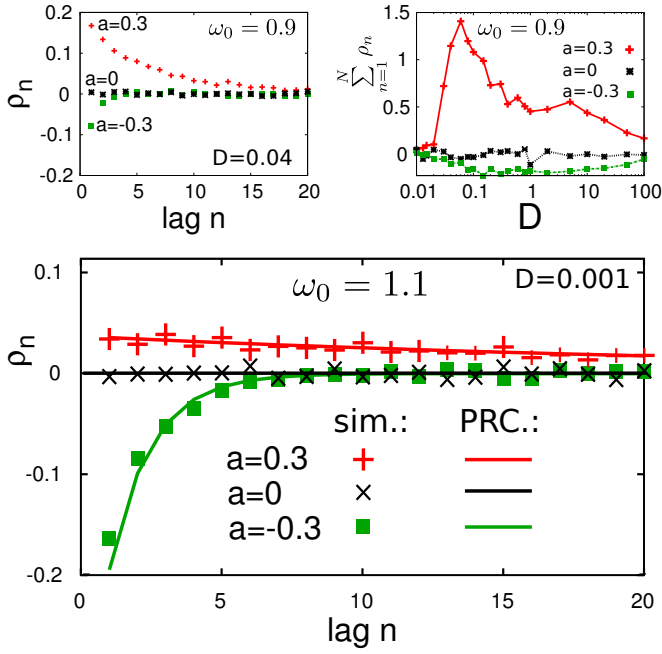 0.2
0.1
0
-0.1
-0.2
ρn
a=0.3
ω0 = 0.9
a=0
a=-0.3
D=0.04
0 5 10 15 20
lag n
1.5
1
0.5
0
∑ρn
N
n=1
ω0 = 0.9
a=0.3
a=0
a=-0.3
0.01 0.1 1 10 100
D
0.1
0
-0.1
-0.2
ρn
ω0 = 1.1
D=0.001
sim.: PRC.:
a=0.3
a=0
a=-0.3
0 5 10 15 20
lag n